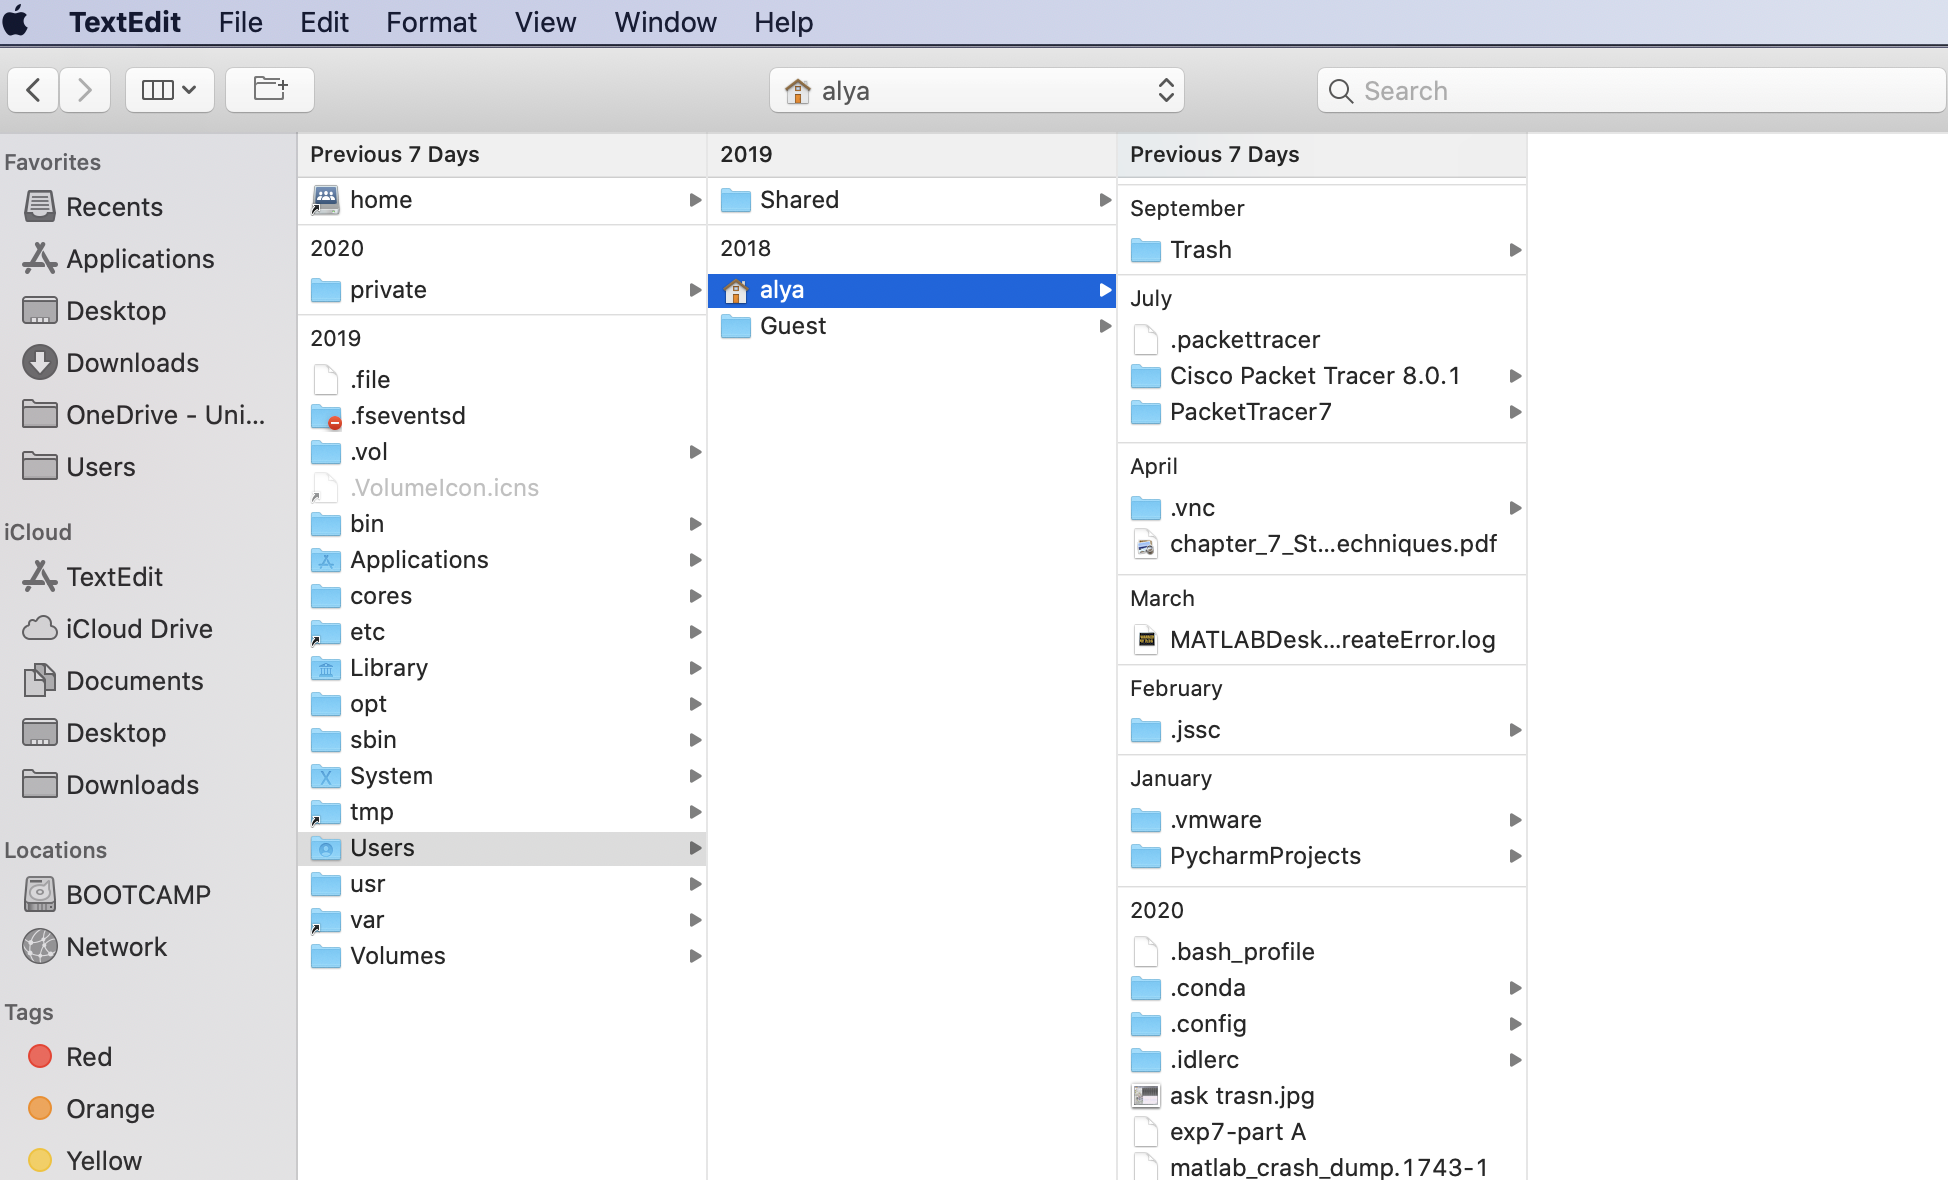 TextEdit File Edit Format View Window Help
alya
Search
Favorites
Recents
Applications
Desktop
Downloads
OneDrive - Uni...
Users
iCloud
TextEdit
iCloud Drive
Documents
Desktop
Downloads
Locations
BOOTCAMP
Network
Tags
Red
Orange
Yellow
Previous 7 Days
home
2020
private
2019
.file
.fseventsd
.vol
.VolumeIcon.icns
bin
Applications
cores
etc
Library
opt
sbin
System
tmp
Users
usr
var
Volumes
2019
Shared
2018
alya
Guest
Previous 7 Days
September
Trash
July
.packettracer
Cisco Packet Tracer 8.0.1
PacketTracer7
April
.vnc
chapter_7_St...echniques.pdf
March
MATLABDesk...reateError.log
February
.jssc
January
.vmware
PycharmProjects
2020
.bash_profile
.conda
.config
.idlerc
ask trasn.jpg
exp7-part A
matlab_crash_dump.1743-1